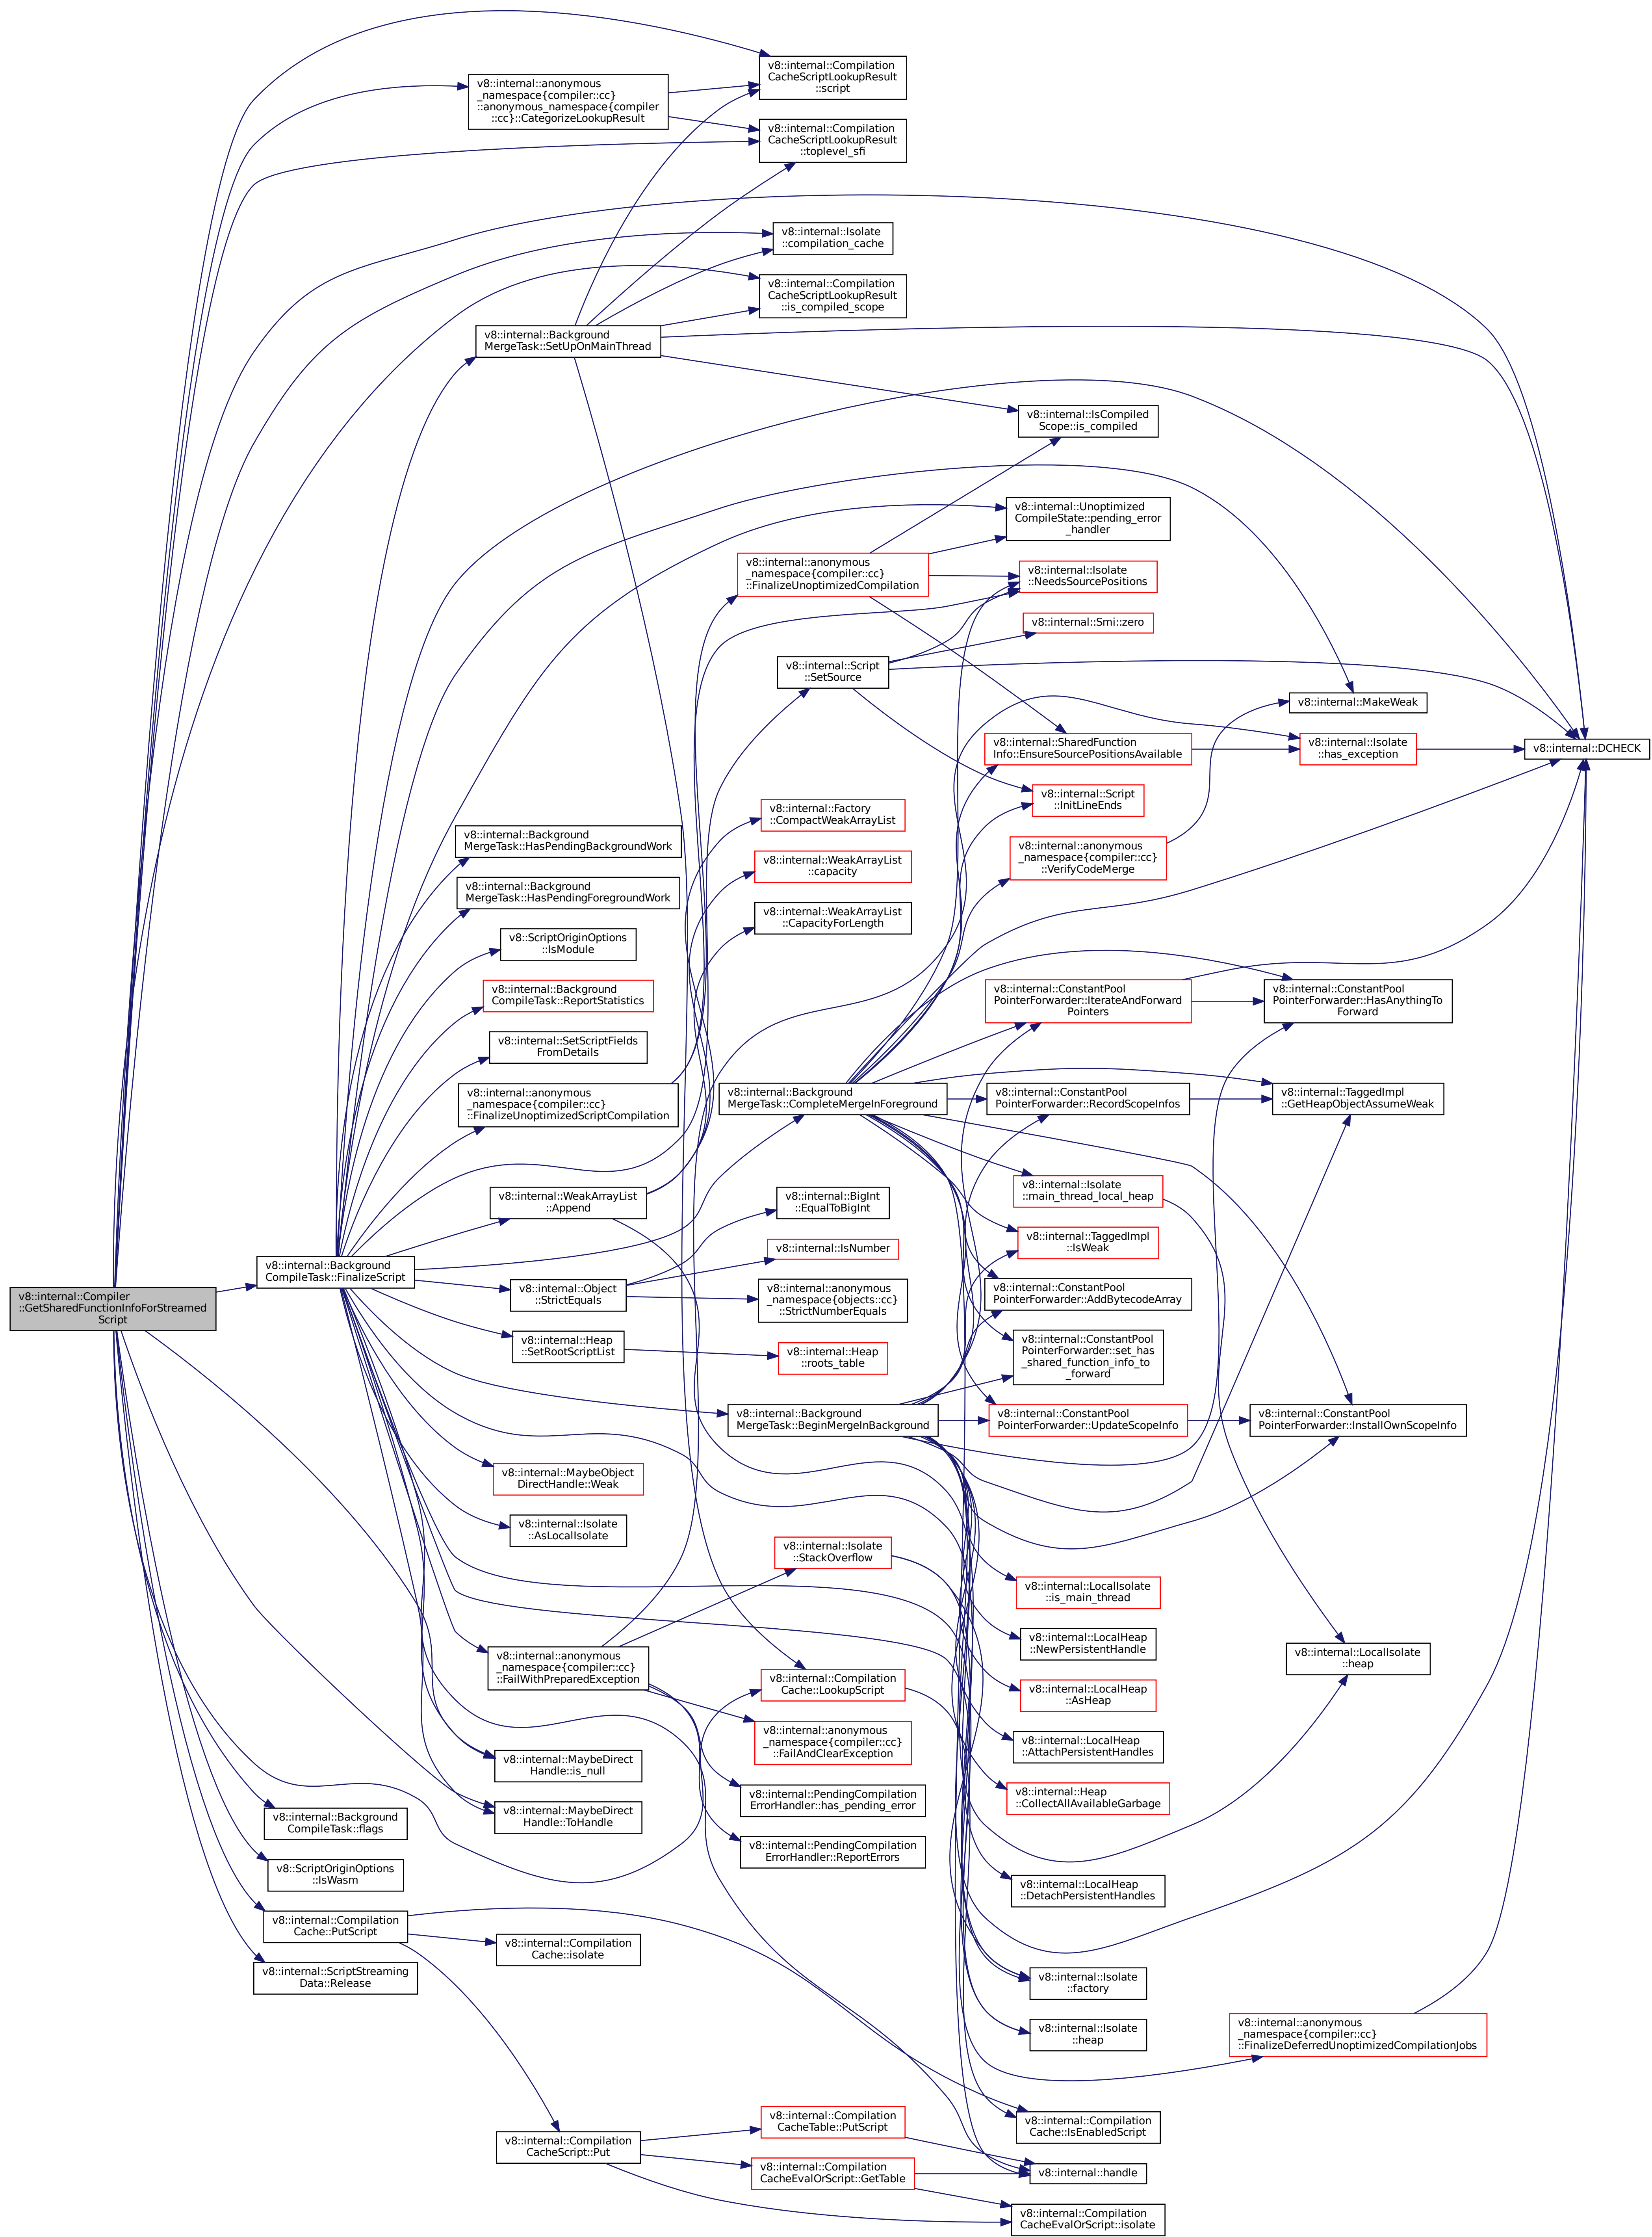 v8::internal::Compiler
::GetSharedFunctionInfoForStreamed
Script
v8::internal::Compilation
CacheScriptLookupResult
::script
v8::internal::anonymous
_namespace{compiler::cc}
::anonymous_namespace{compiler
::cc}::CategorizeLookupResult
v8::internal::Compilation
CacheScriptLookupResult
::toplevel_sfi
v8::internal::Isolate
::compilation_cache
v8::internal::Compilation
CacheScriptLookupResult
::is_compiled_scope
v8::internal::Background
MergeTask::SetUpOnMainThread
v8::internal::IsCompiled
Scope::is_compiled
v8::internal::Unoptimized
CompileState::pending_error
_handler
v8::internal::anonymous
_namespace{compiler::cc}
::FinalizeUnoptimizedCompilation
v8::internal::Isolate
::NeedsSourcePositions
v8::internal::Smi::zero
v8::internal::Script
::SetSource
v8::internal::MakeWeak
v8::internal::SharedFunction
Info::EnsureSourcePositionsAvailable
v8::internal::Isolate
::has_exception
v8::internal::DCHECK
v8::internal::Script
::InitLineEnds
v8::internal::Factory
::CompactWeakArrayList
v8::internal::Background
MergeTask::HasPendingBackgroundWork
v8::internal::anonymous
_namespace{compiler::cc}
::VerifyCodeMerge
v8::internal::WeakArrayList
::capacity
v8::internal::Background
MergeTask::HasPendingForegroundWork
v8::internal::WeakArrayList
::CapacityForLength
v8::ScriptOriginOptions
::IsModule
v8::internal::Background
CompileTask::ReportStatistics
v8::internal::ConstantPool
PointerForwarder::IterateAndForward
Pointers
v8::internal::ConstantPool
PointerForwarder::HasAnythingTo
Forward
v8::internal::SetScriptFields
FromDetails
v8::internal::anonymous
_namespace{compiler::cc}
::FinalizeUnoptimizedScriptCompilation
v8::internal::Background
MergeTask::CompleteMergeInForeground
v8::internal::ConstantPool
PointerForwarder::RecordScopeInfos
v8::internal::TaggedImpl
::GetHeapObjectAssumeWeak
v8::internal::WeakArrayList
::Append
v8::internal::BigInt
::EqualToBigInt
v8::internal::Isolate
::main_thread_local_heap
v8::internal::IsNumber
v8::internal::TaggedImpl
::IsWeak
v8::internal::Background
CompileTask::FinalizeScript
v8::internal::Object
::StrictEquals
v8::internal::anonymous
_namespace{objects::cc}
::StrictNumberEquals
v8::internal::ConstantPool
PointerForwarder::AddBytecodeArray
v8::internal::Heap
::SetRootScriptList
v8::internal::Heap
::roots_table
v8::internal::ConstantPool
PointerForwarder::set_has
_shared_function_info_to
_forward
v8::internal::Background
MergeTask::BeginMergeInBackground
v8::internal::ConstantPool
PointerForwarder::UpdateScopeInfo
v8::internal::ConstantPool
PointerForwarder::InstallOwnScopeInfo
v8::internal::MaybeObject
DirectHandle::Weak
v8::internal::Isolate
::AsLocalIsolate
v8::internal::Isolate
::StackOverflow
v8::internal::LocalIsolate
::is_main_thread
v8::internal::LocalHeap
::NewPersistentHandle
v8::internal::LocalIsolate
::heap
v8::internal::anonymous
_namespace{compiler::cc}
::FailWithPreparedException
v8::internal::Compilation
Cache::LookupScript
v8::internal::LocalHeap
::AsHeap
v8::internal::anonymous
_namespace{compiler::cc}
::FailAndClearException
v8::internal::LocalHeap
::AttachPersistentHandles
v8::internal::MaybeDirect
Handle::is_null
v8::internal::PendingCompilation
ErrorHandler::has_pending_error
v8::internal::Heap
::CollectAllAvailableGarbage
v8::internal::Background
CompileTask::flags
v8::internal::MaybeDirect
Handle::ToHandle
v8::internal::PendingCompilation
ErrorHandler::ReportErrors
v8::ScriptOriginOptions
::IsWasm
v8::internal::LocalHeap
::DetachPersistentHandles
v8::internal::Compilation
Cache::PutScript
v8::internal::Compilation
Cache::isolate
v8::internal::ScriptStreaming
Data::Release
v8::internal::Isolate
::factory
v8::internal::Isolate
::heap
v8::internal::anonymous
_namespace{compiler::cc}
::FinalizeDeferredUnoptimizedCompilationJobs
v8::internal::Compilation
CacheScript::Put
v8::internal::Compilation
CacheTable::PutScript
v8::internal::Compilation
Cache::IsEnabledScript
v8::internal::Compilation
CacheEvalOrScript::GetTable
v8::internal::handle
v8::internal::Compilation
CacheEvalOrScript::isolate